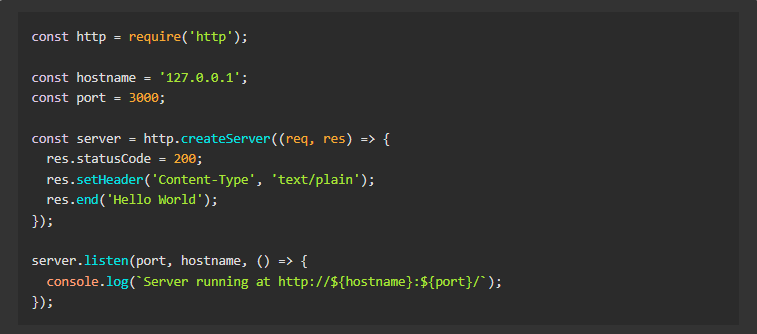 const http = require('http');

const hostname = '127.0.0.1';
const port = 3000;

const server = http.createServer((req, res) => {
  res.statusCode = 200;
  res.setHeader('Content-Type', 'text/plain');
  res.end('Hello World');
});

server.listen(port, hostname, () => {
  console.log(`Server running at http://${hostname}:${port}/`);
});